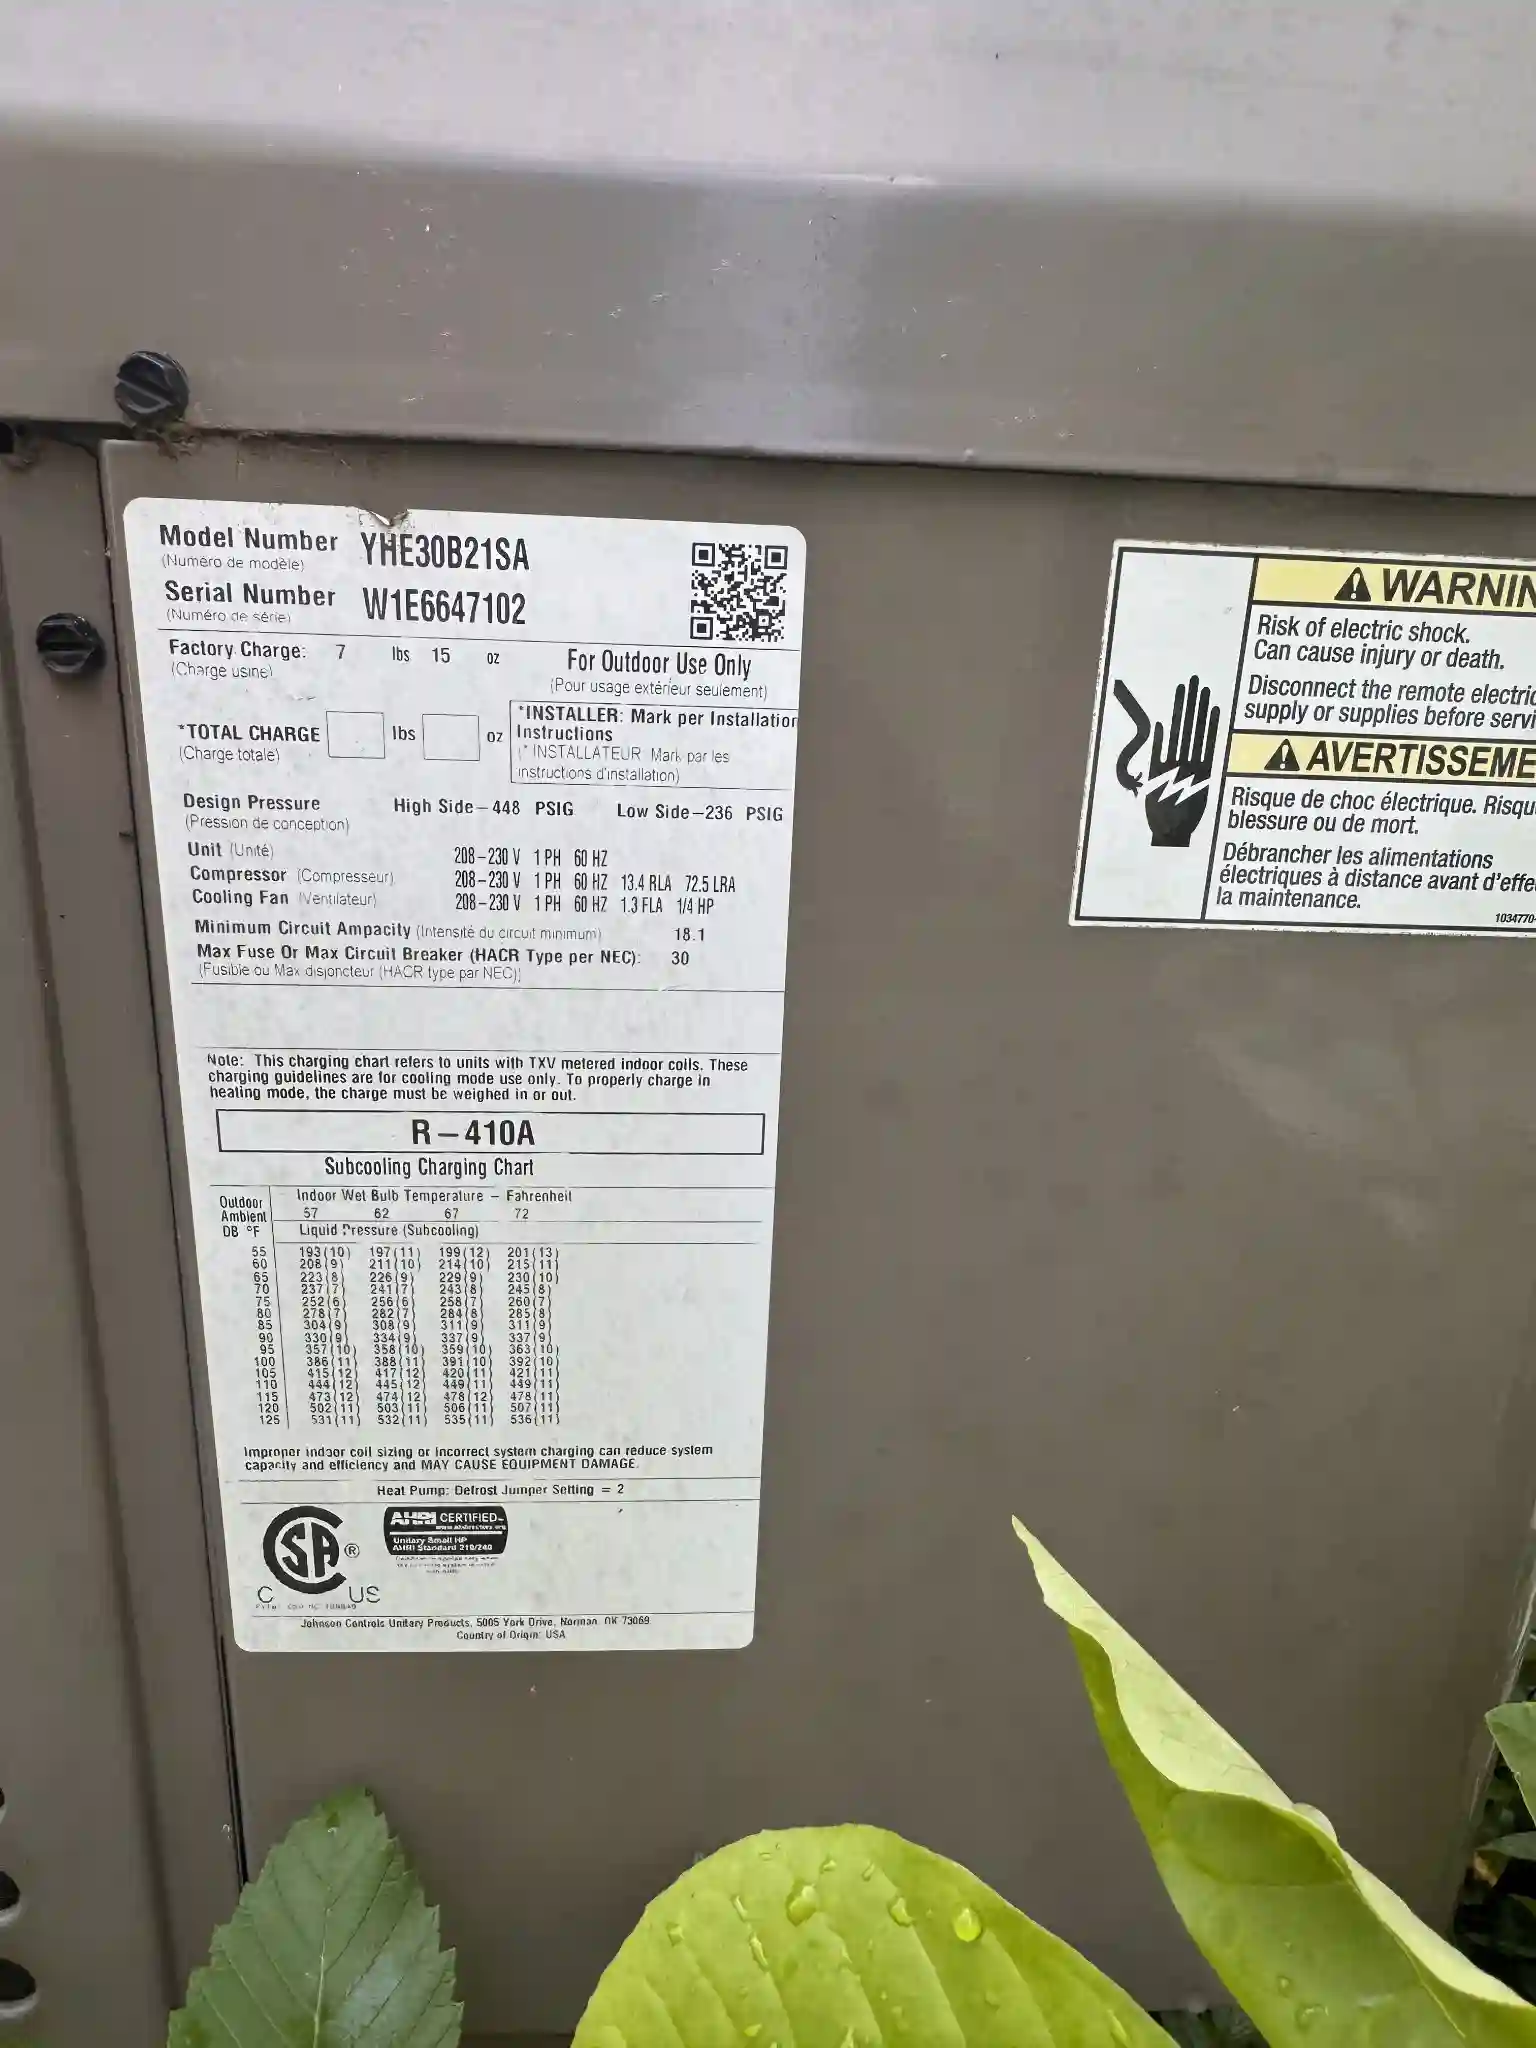 Model Number YHE30B21SA
(Numéro de modèle)
Serial Number W1E6647102
(Numéro de série)
Factory Charge: 7 lbs 15 oz
(Charge usine)
For Outdoor Use Only
(Pour usage extérieur seulement)
*TOTAL CHARGE lbs oz
(Charge totale)
*INSTALLER: Mark per Installation
Instructions
(* INSTALLATEUR Mark par les
instructions d'installation)
Design Pressure High Side-448 PSIG Low Side-236 PSIG
(Pression de conception)
Unit (Unité) 208-230 V 1 PH 60 HZ
Compressor (Compresseur) 208-230 V 1 PH 60 HZ 13.4 RLA 72.5 LRA
Cooling Fan (Ventilateur) 208-230 V 1 PH 60 HZ 1.3 FLA 1/4 HP
Minimum Circuit Ampacity (Intensité du circuit minimum) 18.1
Max Fuse Or Max Circuit Breaker (HACR Type per NEC): 30
(Fusible ou Max disjoncteur (HACR type par NEC))
Note: This charging chart refers to units with TXV metered indoor coils. These
charging guidelines are for cooling mode use only. To properly charge in
heating mode, the charge must be weighed in or out.
R-410A
Subcooling Charging Chart
Outdoor
Ambient
DB °F
Indoor Wet Bulb Temperature - Fahrenheit
57 62 67 72
Liquid Pressure (Subcooling)
55 193(10) 197(11) 199(12) 201(13)
60 208(9) 211(10) 214(10) 215(11)
65 223(8) 226(9) 229(9) 230(10)
70 237(7) 241(7) 243(8) 245(8)
75 252(6) 256(6) 258(7) 260(7)
80 278(7) 282(7) 284(8) 285(8)
85 304(9) 308(9) 311(9) 311(9)
90 330(9) 334(9) 337(9) 337(9)
95 357(10) 358(10) 359(10) 363(10)
100 386(11) 388(11) 391(10) 392(10)
105 415(12) 417(12) 420(11) 421(11)
110 444(12) 445(12) 449(11) 449(11)
115 473(12) 474(12) 478(12) 478(11)
120 502(11) 503(11) 506(11) 507(11)
125 531(11) 532(11) 535(11) 536(11)
Improper indoor coil sizing or incorrect system charging can reduce system
capacity and efficiency and MAY CAUSE EQUIPMENT DAMAGE.
Heat Pump: Defrost Jumper Setting = 2
SA ®
C US
AHRI CERTIFIED
Unitary Small HP
AHRI Standard 210/240
Johnson Controls Unitary Products, 5005 York Drive, Norman, OK 73069
Country of Origin: USA
WARNIN
Risk of electric shock.
Can cause injury or death.
Disconnect the remote electric
supply or supplies before servi
AVERTISSEME
Risque de choc électrique. Risqu
blessure ou de mort.
Débrancher les alimentations
électriques à distance avant d'effe
la maintenance.
1034770-